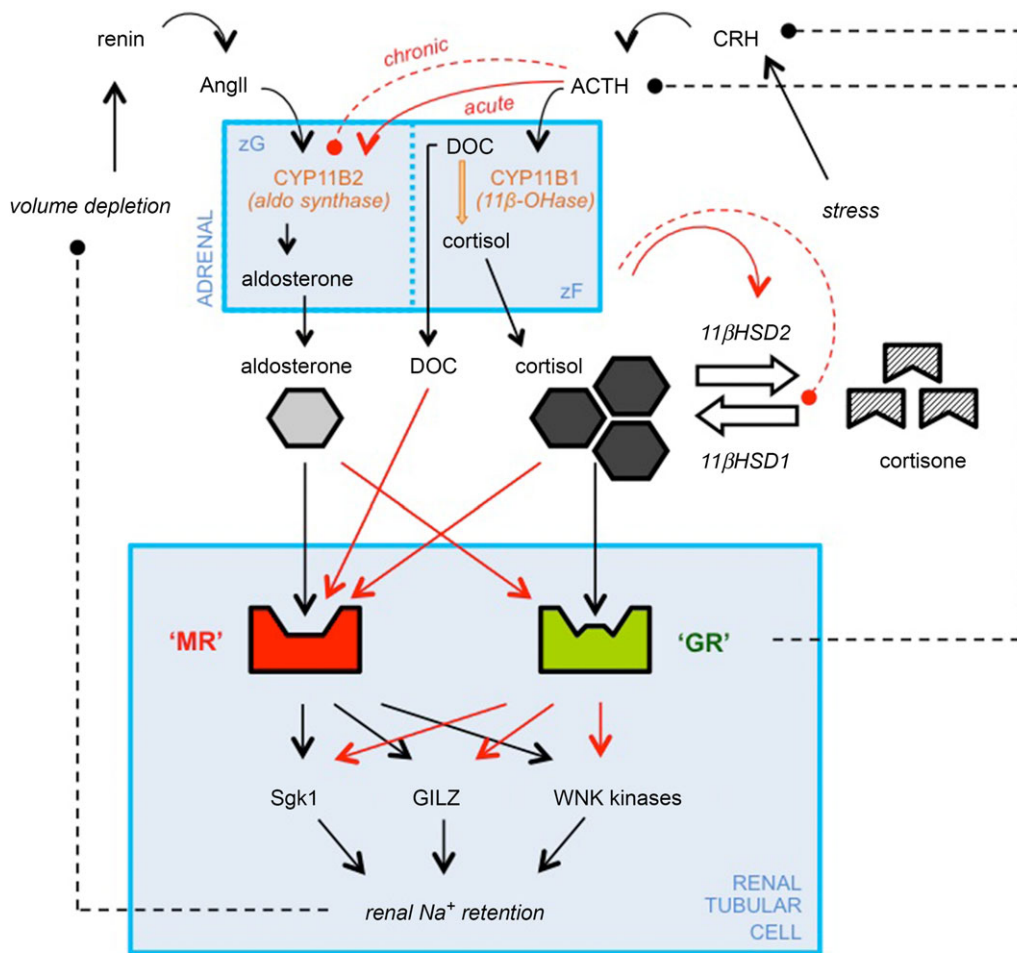 renin
CRH
chronic
AngII
ACTH
acute
zG
DOC
CYP11B2
(aldo synthase)
CYP11B1
(11β-OHase)
volume depletion
stress
cortisol
aldosterone
ADRENAL
zF
11βHSD2
aldosterone
DOC
cortisol
11βHSD1
cortisone
'MR'
'GR'
Sgk1
GILZ
WNK kinases
renal Na⁺ retention
RENAL
TUBULAR
CELL